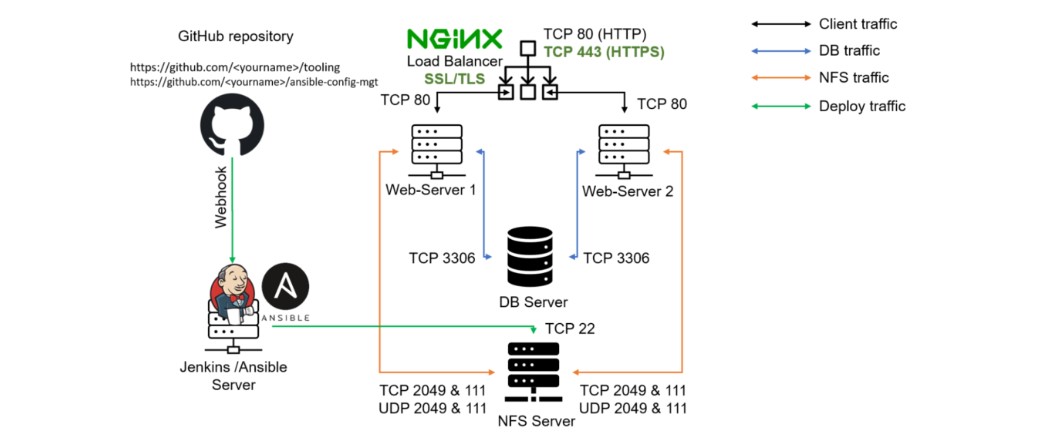 GitHub repository
https://github.com/<yourname>/tooling
https://github.com/<yourname>/ansible-config-mgt
Webhook
ANSIBLE
Jenkins /Ansible
Server
NGINX
Load Balancer
SSL/TLS
TCP 80 (HTTP)
TCP 443 (HTTPS)
TCP 80
TCP 80
Web-Server 1
Web-Server 2
TCP 3306
TCP 3306
DB Server
TCP 22
TCP 2049 & 111
UDP 2049 & 111
TCP 2049 & 111
UDP 2049 & 111
NFS Server
Client traffic
DB traffic
NFS traffic
Deploy traffic